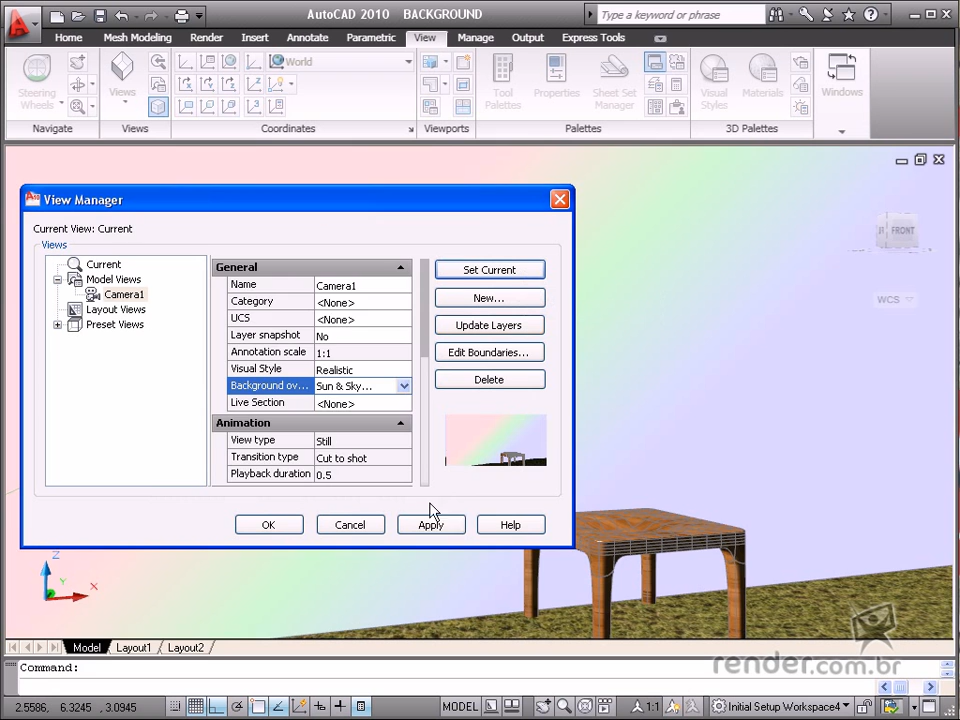 AutoCAD 2010 BACKGROUND
Type a keyword or phrase
Home Mesh Modeling Render Insert Annotate Parametric View Manage Output Express Tools
World
Steering Wheels
Views
Tool Palettes
Properties
Sheet Set Manager
Visual Styles
Materials
Windows
Navigate Views Coordinates Viewports Palettes 3D Palettes
View Manager
Current View: Current
Views
Current
Model Views
Camera1
Layout Views
Preset Views
General
Name Camera1
Category <None>
UCS <None>
Layer snapshot No
Annotation scale 1:1
Visual Style Realistic
Background ov... Sun & Sky...
Live Section <None>
Animation
View type Still
Transition type Cut to shot
Playback duration 0.5
Set Current
New...
Update Layers
Edit Boundaries...
Delete
OK Cancel Apply Help
FRONT
WCS
Z
Y
X
Model Layout1 Layout2
render.com.br
Command:
2.5586, 6.3245, 3.0945 MODEL 1:1 Initial Setup Workspace4